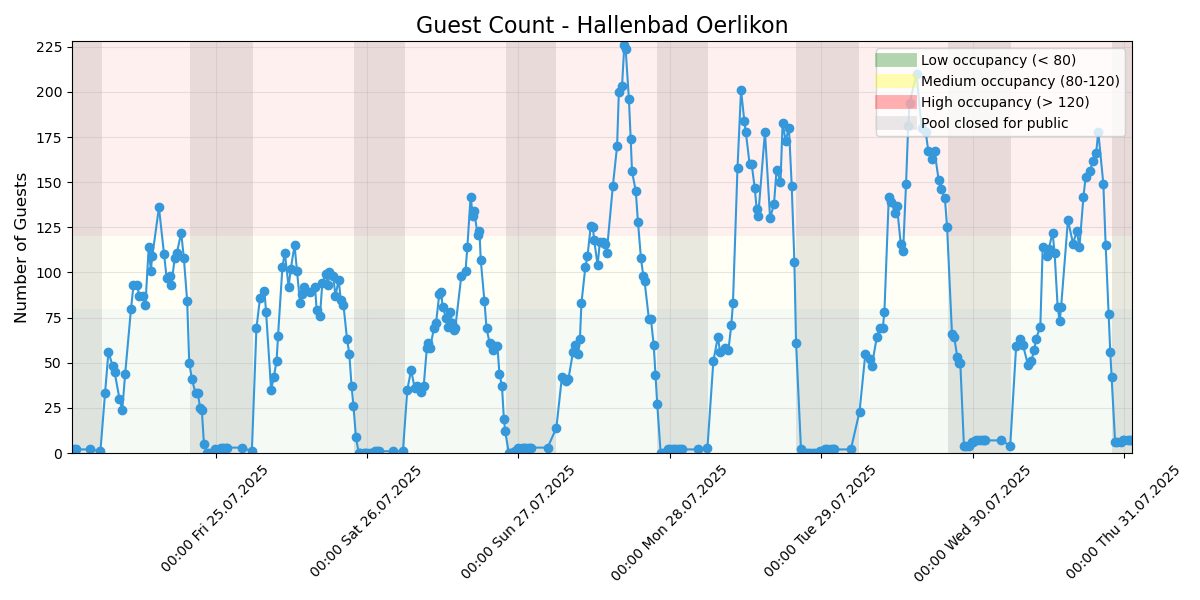 Guest Count - Hallenbad Oerlikon
Number of Guests
225
200
175
150
125
100
75
50
25
0
Low occupancy (< 80)
Medium occupancy (80-120)
High occupancy (> 120)
Pool closed for public
00:00 Fri 25.07.2025
00:00 Sat 26.07.2025
00:00 Sun 27.07.2025
00:00 Mon 28.07.2025
00:00 Tue 29.07.2025
00:00 Wed 30.07.2025
00:00 Thu 31.07.2025